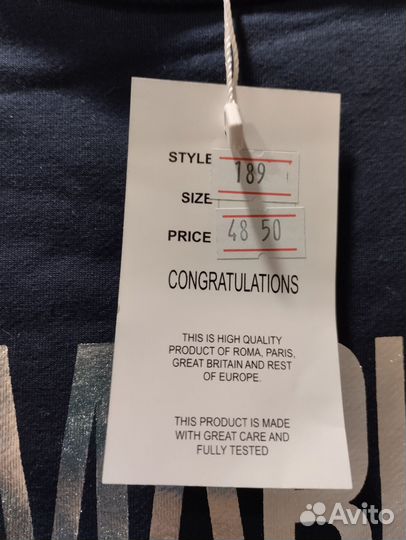 STYLE 189
SIZE
PRICE 48 50
CONGRATULATIONS
THIS IS HIGH QUALITY
PRODUCT OF ROMA, PARIS,
GREAT BRITAIN AND REST
OF EUROPE.
THIS PRODUCT IS MADE
WITH GREAT CARE AND
FULLY TESTED
Avito